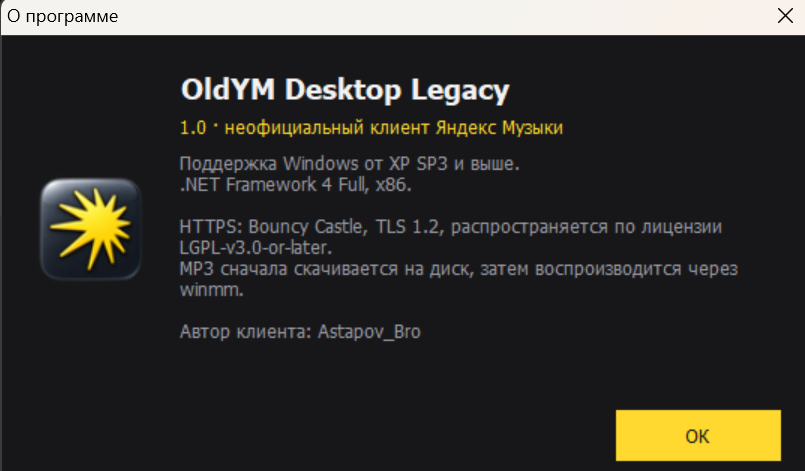 О программе
OldYM Desktop Legacy
1.0 · неофициальный клиент Яндекс Музыки
Поддержка Windows от XP SP3 и выше.
.NET Framework 4 Full, x86.
HTTPS: Bouncy Castle, TLS 1.2, распространяется по лицензии
LGPL-v3.0-or-later.
MP3 сначала скачивается на диск, затем воспроизводится через
winmm.
Автор клиента: Astapov_Bro
OK